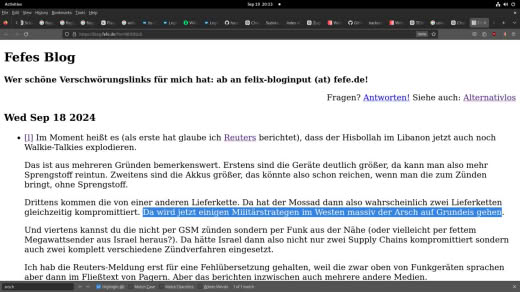 Activities
Sep 19 20:33
File Edit View History Bookmarks Tools Help
Fefes Blog
Wer schöne Verschwörungslinks für mich hat: ab an felix-bloginput (at) fefe.de!
Fragen? Antworten! Siehe auch: Alternativlos
Wed Sep 18 2024
[l] Im Moment heißt es (als erste hat glaube ich Reuters berichtet), dass der Hisbollah im Libanon jetzt auch noch
Walkie-Talkies explodieren.
Das ist aus mehreren Gründen bemerkenswert. Erstens sind die Geräte deutlich größer, da kann man also mehr
Sprengstoff reintun. Zweitens sind die Akkus größer, das könnte also schon reichen, wenn man die zum Zünden
bringt, ohne Sprengstoff.
Drittens kommen die von einer anderen Lieferkette. Da hat der Mossad dann also wahrscheinlich zwei Lieferketten
gleichzeitig kompromittiert. Da wird jetzt einigen Militärstrategen im Westen massiv der Arsch auf Grundeis gehen.
Und viertens kannst du die nicht per GSM zünden sondern per Funk aus der Nähe (oder vielleicht per fettem
Megawattsender aus Israel heraus?). Da hätte Israel dann also nicht nur zwei Supply Chains kompromittiert sondern
auch zwei komplett verschiedene Zündverfahren eingesetzt.
Ich hab die Reuters-Meldung erst für eine Fehlübersetzung gehalten, weil die zwar oben von Funkgeräten sprachen
aber dann im Fließtext von Pagern. Aber das berichten inzwischen auch mehrere andere Medien.
arsch
Highlight All Match Case Match Diacritics Whole Words 1 of 1 match